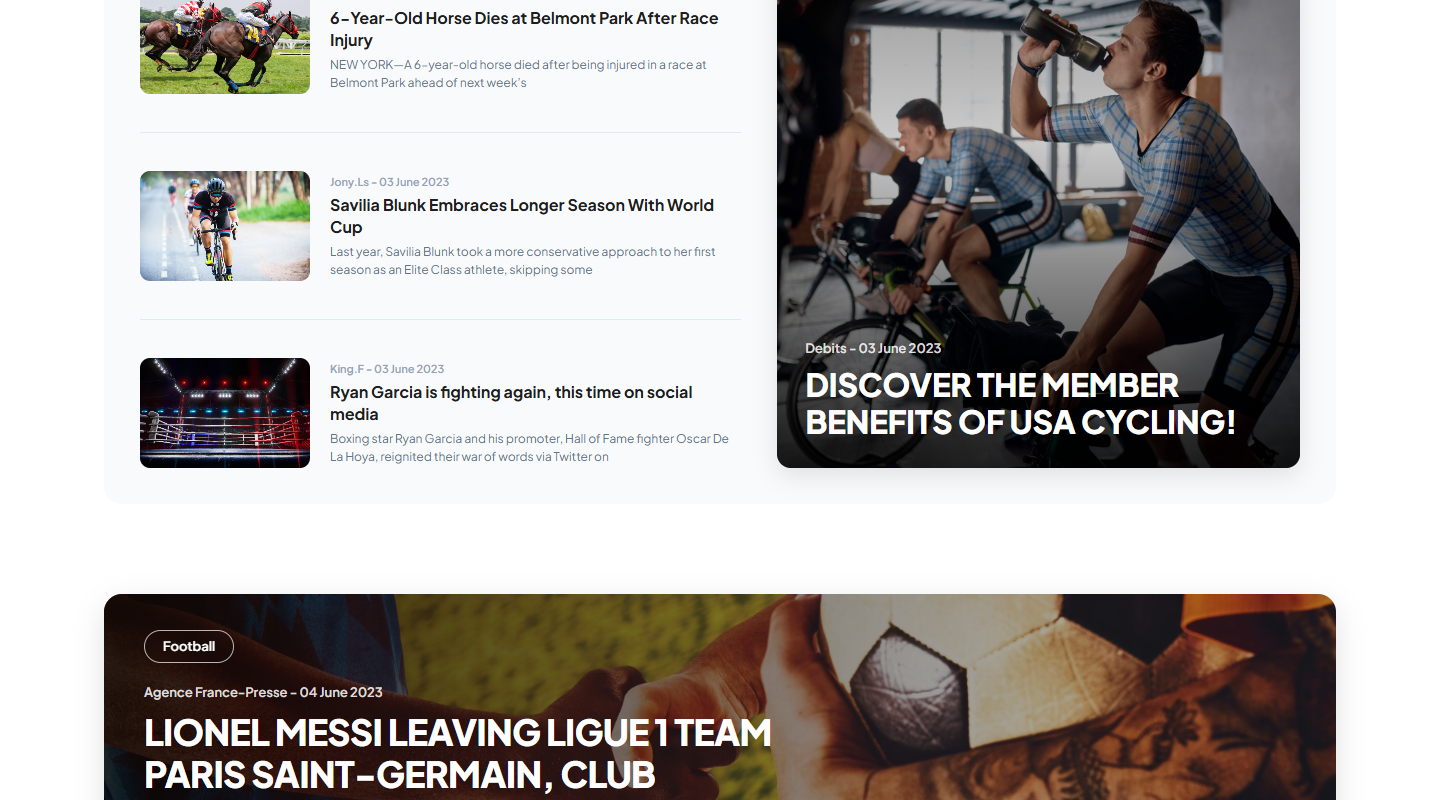 6-Year-Old Horse Dies at Belmont Park After Race
Injury
NEW YORK—A 6-year-old horse died after being injured in a race at
Belmont Park ahead of next week's
Jony.Ls - 03 June 2023
Savilia Blunk Embraces Longer Season With World
Cup
Last year, Savilia Blunk took a more conservative approach to her first
season as an Elite Class athlete, skipping some
King.F - 03 June 2023
Ryan Garcia is fighting again, this time on social
media
Boxing star Ryan Garcia and his promoter, Hall of Fame fighter Oscar De
La Hoya, reignited their war of words via Twitter on
Debits - 03 June 2023
DISCOVER THE MEMBER
BENEFITS OF USA CYCLING!
Football
Agence France-Presse - 04 June 2023
LIONEL MESSI LEAVING LIGUE 1 TEAM
PARIS SAINT-GERMAIN, CLUB